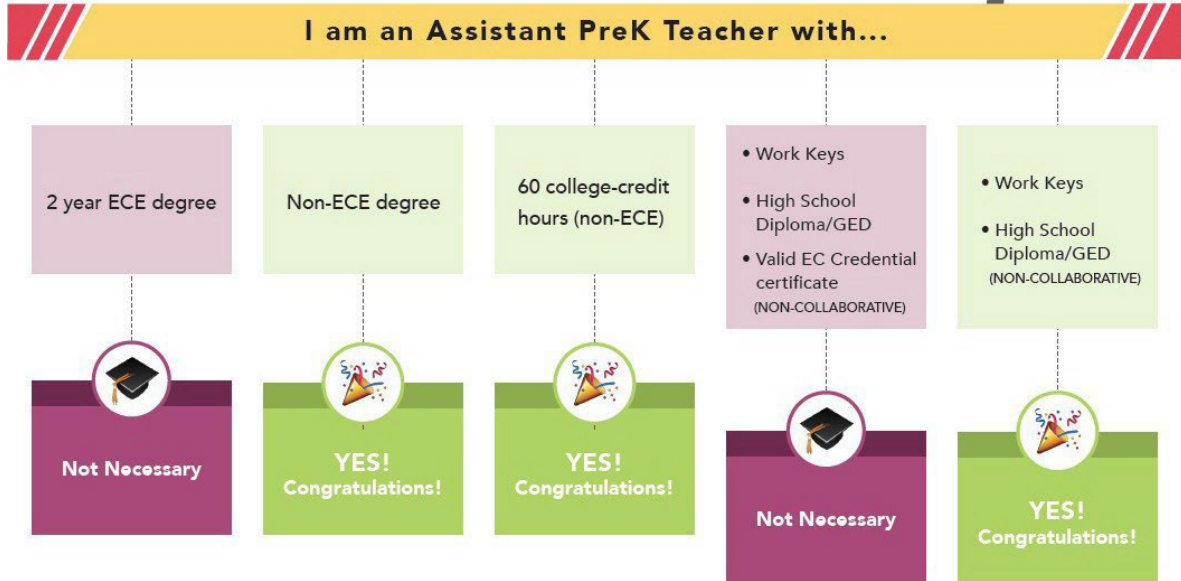 I am an Assistant PreK Teacher with...
2 year ECE degree
Non-ECE degree
60 college-credit
hours (non-ECE)
• Work Keys
• High School
Diploma/GED
• Valid EC Credential
certificate
(NON-COLLABORATIVE)
• Work Keys
• High School
Diploma/GED
(NON-COLLABORATIVE)
Not Necessary
YES!
Congratulations!
YES!
Congratulations!
Not Necessary
YES!
Congratulations!